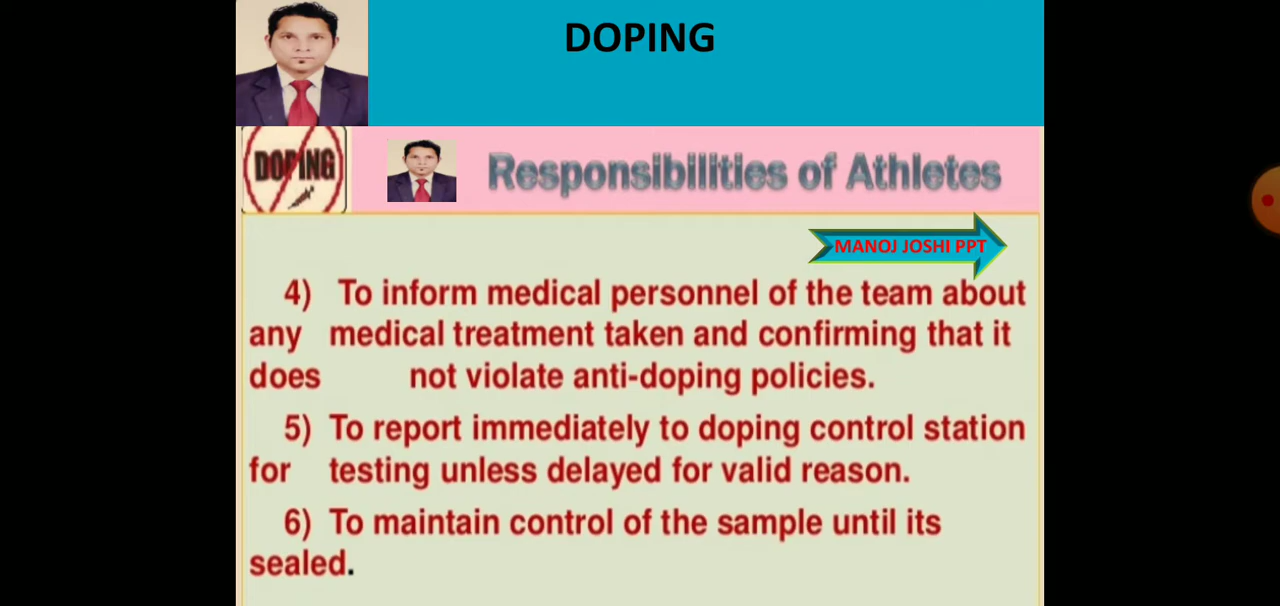 DOPING
DOPING
Responsibilities of Athletes
MANOJ JOSHI PPT
4) To inform medical personnel of the team about
any medical treatment taken and confirming that it
does not violate anti-doping policies.
5) To report immediately to doping control station
for testing unless delayed for valid reason.
6) To maintain control of the sample until its
sealed.